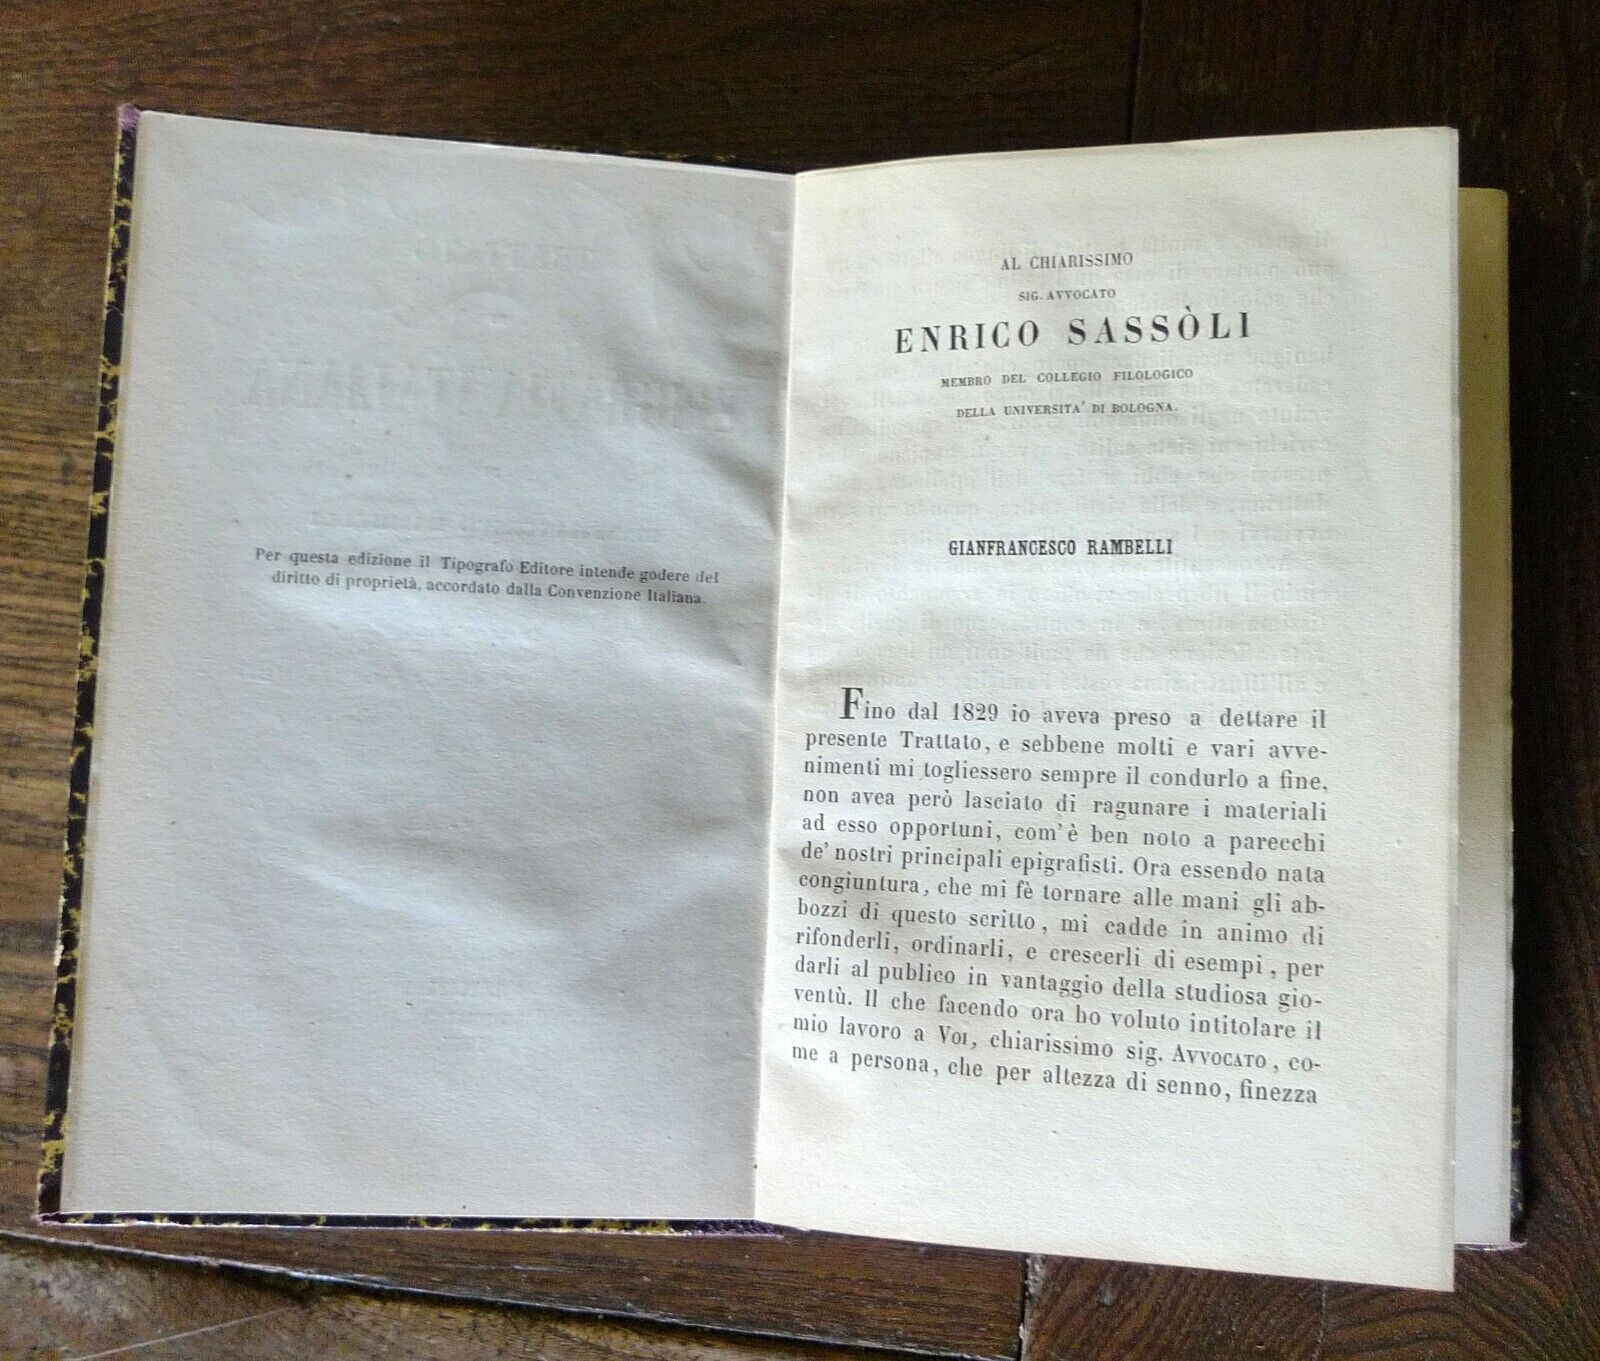 Per questa edizione il Tipografo Editore intende godere del
diritto di proprietà, accordato dalla Convenzione Italiana.
AL CHIARISSIMO
SIG. AVVOCATO
ENRICO SASSÒLI
MEMBRO DEL COLLEGIO FILOLOGICO
DELLA UNIVERSITA' DI BOLOGNA.
GIANFRANCESCO RAMBELLI
Fino dal 1829 io aveva preso a dettare il
presente Trattato, e sebbene molti e vari avve-
nimenti mi togliessero sempre il condurlo a fine,
non avea però lasciato di ragunare i materiali
ad esso opportuni, com'è ben noto a parecchi
de' nostri principali epigrafisti. Ora essendo nata
congiuntura, che mi fè tornare alle mani gli ab-
bozzi di questo scritto, mi cadde in animo di
rifonderli, ordinarli, e crescerli di esempi, per
darli al publico in vantaggio della studiosa gio-
ventù. Il che facendo ora ho voluto intitolare il
mio lavoro a VOI, chiarissimo sig. AVVOCATO, co-
me a persona, che per altezza di senno, finezza